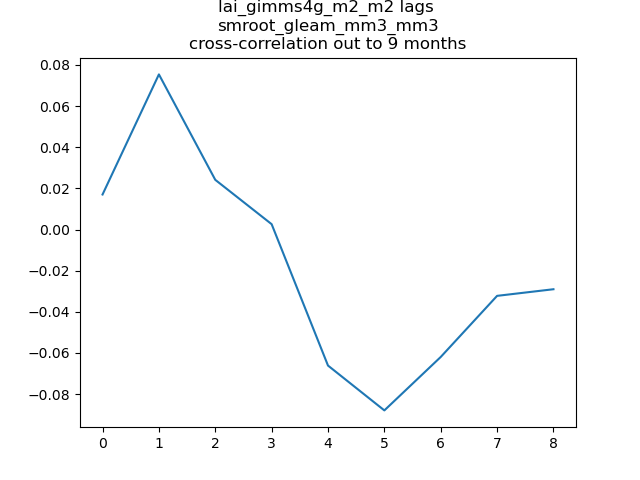 lai_gimms4g_m2_m2 lags
smroot_gleam_mm3_mm3
cross-correlation out to 9 months
0.08
0.06
0.04
0.02
0.00
−0.02
−0.04
−0.06
−0.08
0 1 2 3 4 5 6 7 8